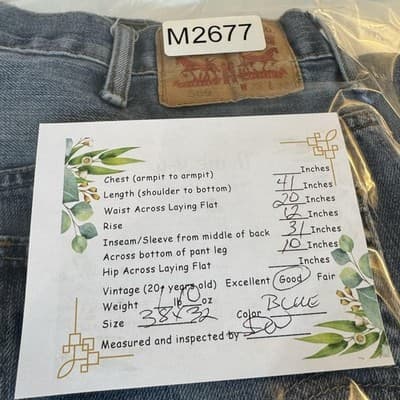 M2677
Chest (armpit to armpit) Inches
Length (shoulder to bottom) 41 Inches
Waist Across Laying Flat 20 Inches
Rise 12 Inches
Inseam/Sleeve from middle of back 31 Inches
Across bottom of pant leg 10 Inches
Hip Across Laying Flat Inches
Vintage (20+ years old) Excellent Good Fair
Weight 1 lb 10 oz
Size 38x32 Color BLUE
Measured and inspected by